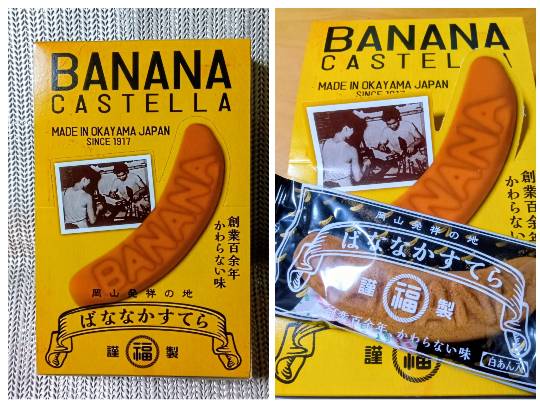 BANANA
CASTELLA
MADE IN OKAYAMA JAPAN
SINCE 1917
BANANA
創業百余年
かわらない味
岡山発祥の地
ばななかすてら
謹 福 製
BANANA
CASTELLA
MADE IN OKAYAMA JAPAN
SINCE 1917
BANANA
創業百余年
かわらない
岡山発祥の地
ばななかすてら
謹 福 製
創業百余年 かわらない味
白あん入
謹 福